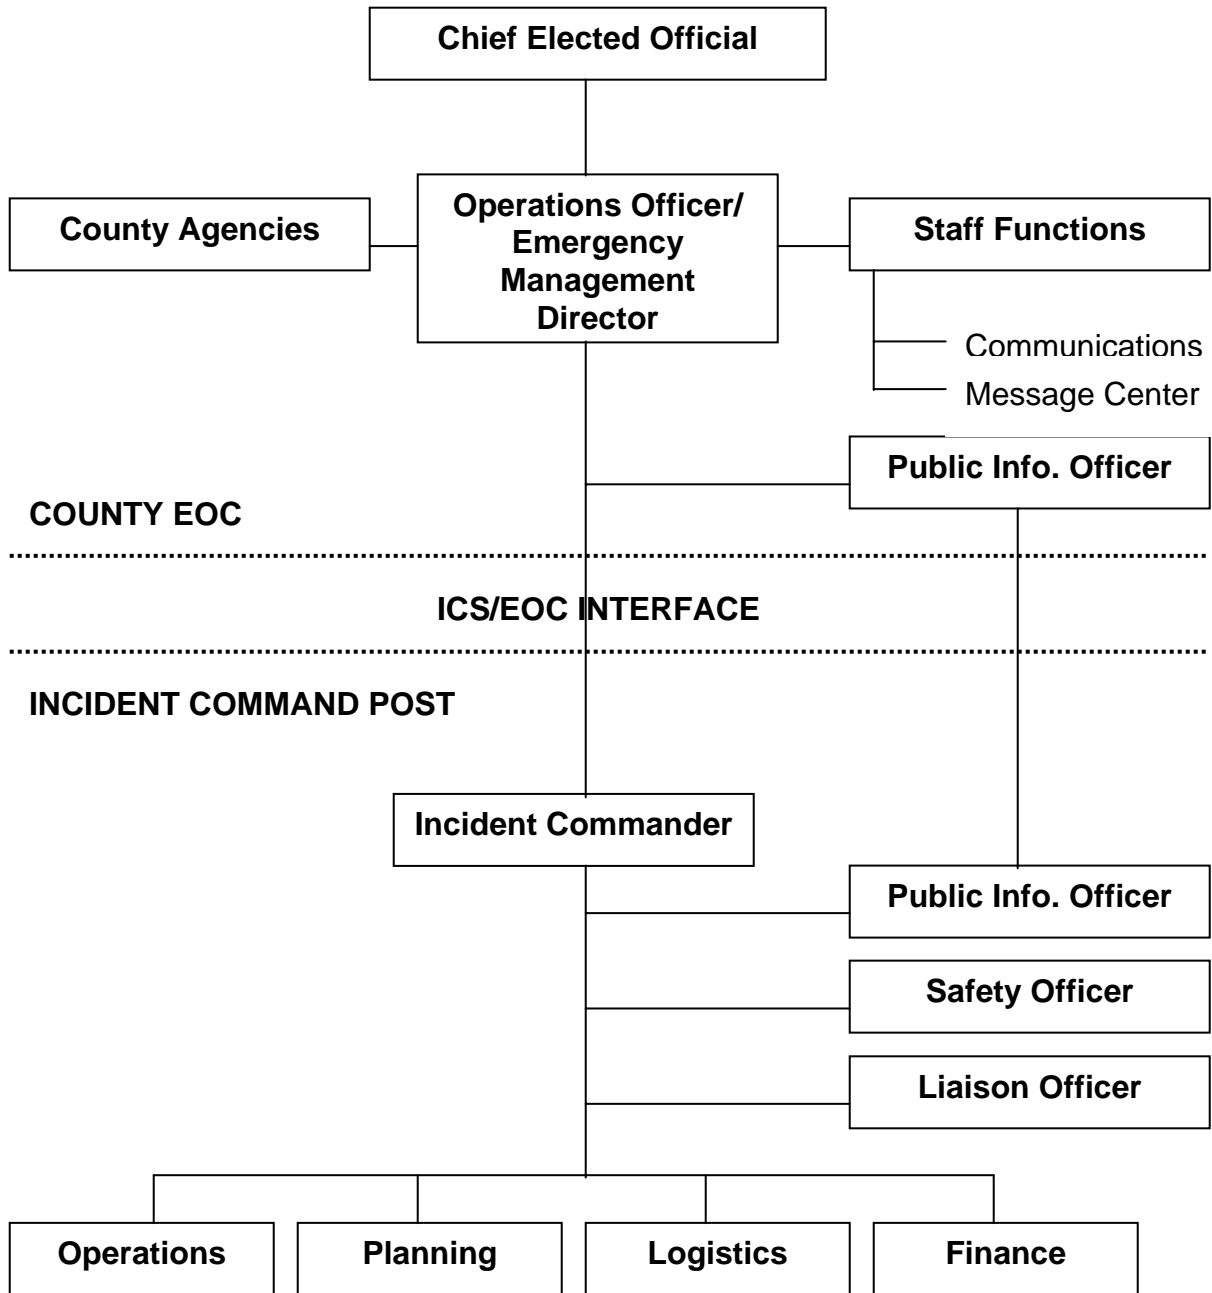 Chief Elected Official
County Agencies
Operations Officer/
Emergency
Management
Director
Staff Functions
Communications
Message Center
Public Info. Officer
COUNTY EOC
ICS/EOC INTERFACE
INCIDENT COMMAND POST
Incident Commander
Public Info. Officer
Safety Officer
Liaison Officer
Operations
Planning
Logistics
Finance